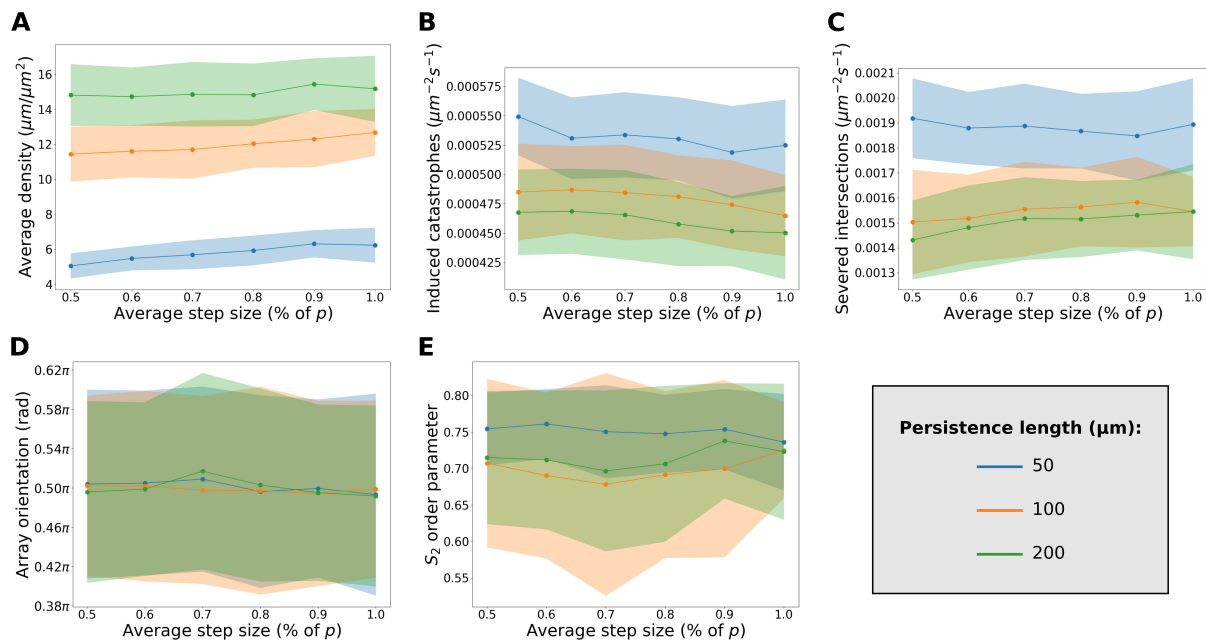 A
Average density (μm/μm²)
16
14
12
10
8
6
4
0.5 0.6 0.7 0.8 0.9 1.0
Average step size (% of p)
B
Induced catastrophes (μm⁻²s⁻¹)
0.000575
0.000550
0.000525
0.000500
0.000475
0.000450
0.000425
0.5 0.6 0.7 0.8 0.9 1.0
Average step size (% of p)
C
Severed intersections (μm⁻²s⁻¹)
0.0021
0.0020
0.0019
0.0018
0.0017
0.0016
0.0015
0.0014
0.0013
0.5 0.6 0.7 0.8 0.9 1.0
Average step size (% of p)
D
Array orientation (rad)
0.62π
0.58π
0.54π
0.50π
0.46π
0.42π
0.38π
0.5 0.6 0.7 0.8 0.9 1.0
Average step size (% of p)
E
S₂ order parameter
0.80
0.75
0.70
0.65
0.60
0.55
0.5 0.6 0.7 0.8 0.9 1.0
Average step size (% of p)
Persistence length (μm):
50
100
200